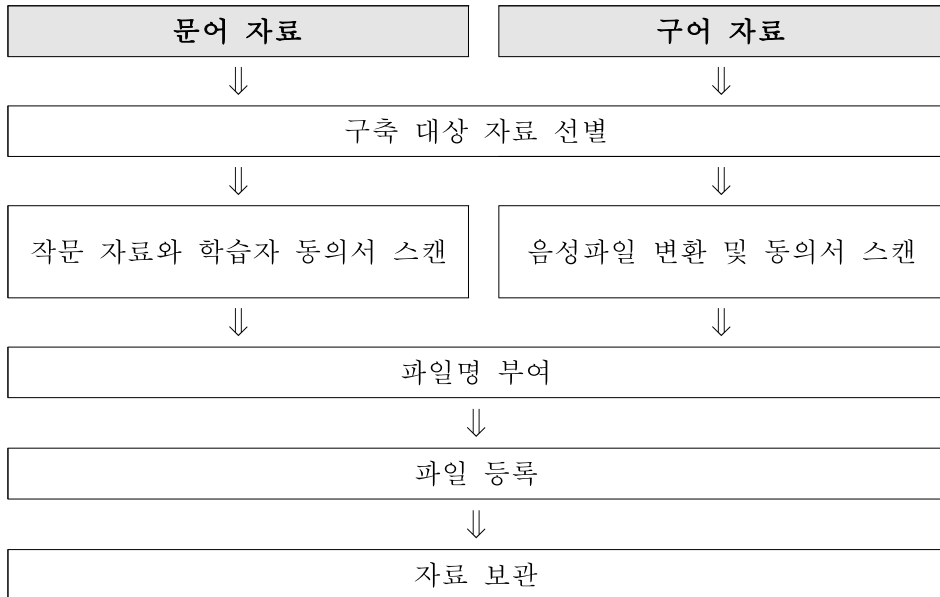 문어 자료
구어 자료
⇓ ⇓
구축 대상 자료 선별
⇓ ⇓
작문 자료와 학습자 동의서 스캔
음성파일 변환 및 동의서 스캔
⇓ ⇓
파일명 부여
⇓
파일 등록
⇓
자료 보관